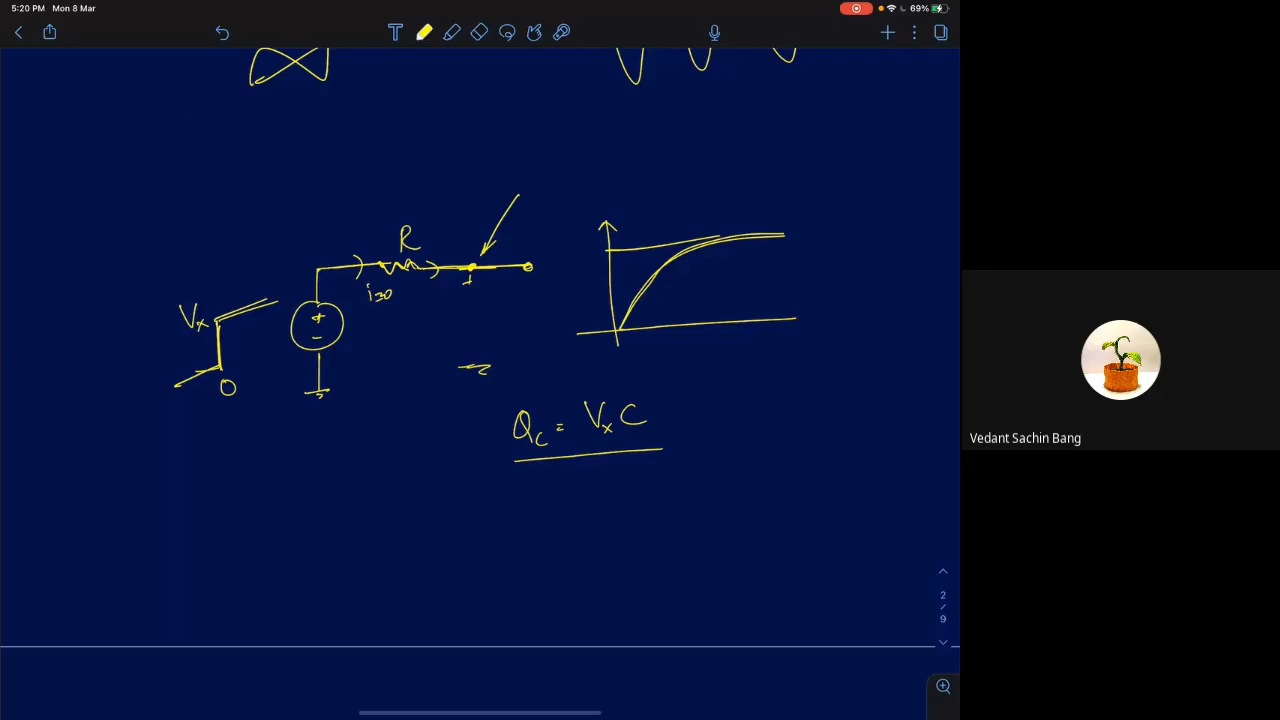 5:20 PM Mon 8 Mar
69%
R
i=0
+
Vx
+
-
0
Qc = Vx C
2
/
9
Vedant Sachin Bang